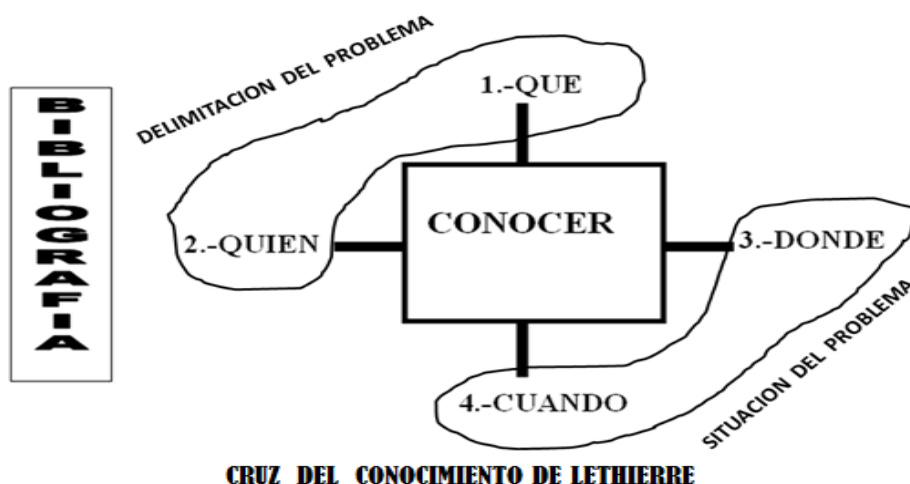 BIBLIOGRAFIA
DELIMITACION DEL PROBLEMA
1.-QUE
CONOCER
2.-QUIEN
3.-DONDE
4.-CUANDO
SITUACION DEL PROBLEMA
CRUZ DEL CONOCIMIENTO DE LETHIERRE